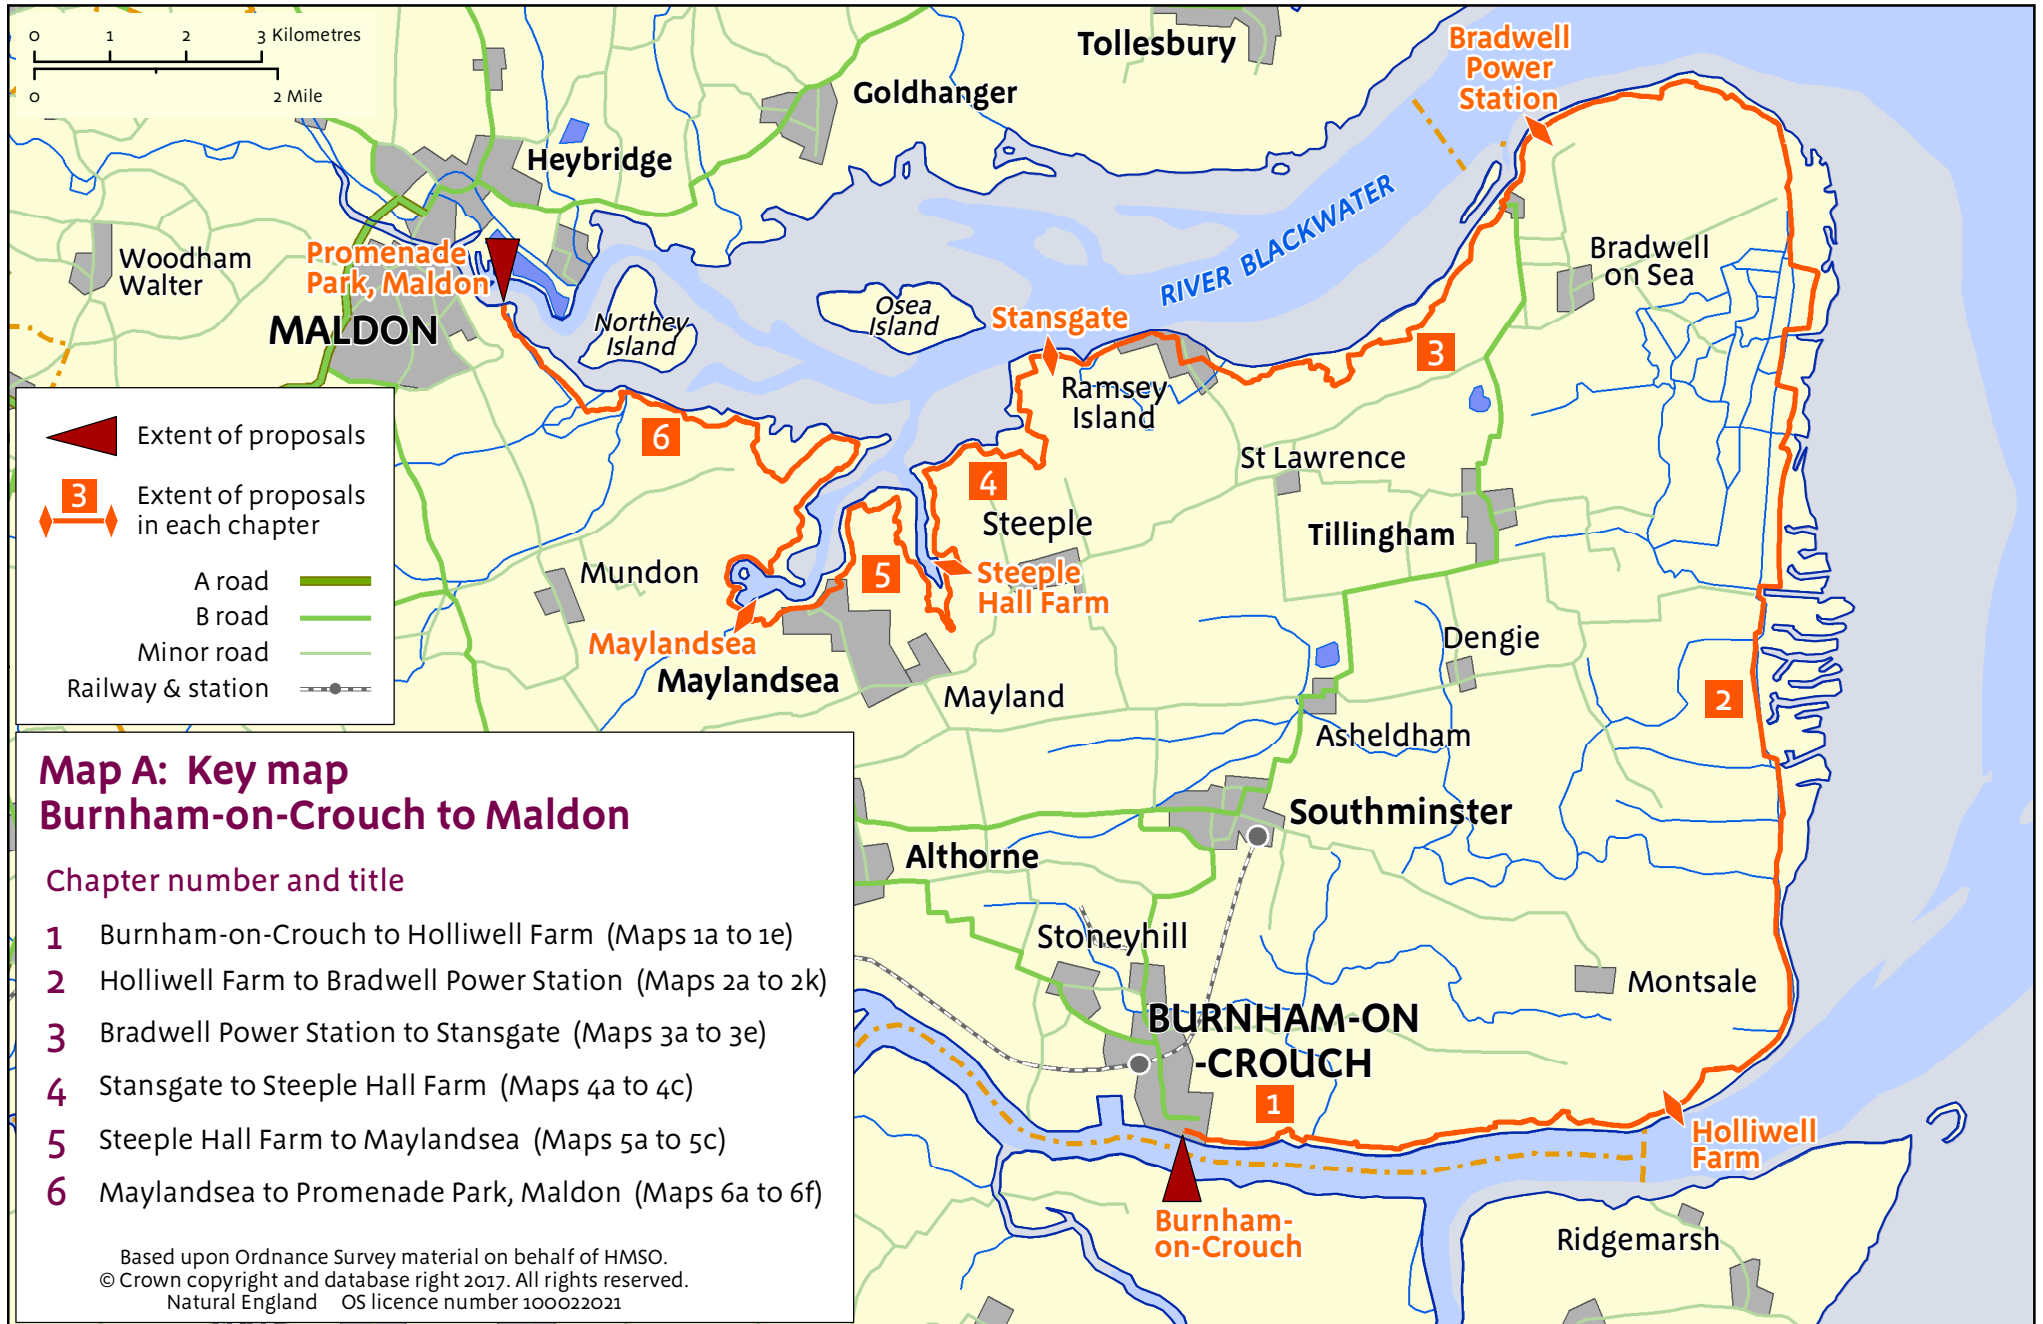 0 1 2 3 Kilometres
0 2 Mile
Tollesbury
Bradwell
Power
Station
Goldhanger
Heybridge
RIVER BLACKWATER
Woodham
Walter
Promenade
Park, Maldon
MALDON
Northey
Island
Osea
Island
Stansgate
Bradwell
on Sea
Ramsey
Island
3
6
4
St Lawrence
Steeple
Tillingham
Extent of proposals
3
Extent of proposals
in each chapter
A road
B road
Minor road
Railway & station
Mundon
5
Steeple
Hall Farm
Maylandsea
Maylandsea
Mayland
Dengie
2
Asheldham
Southminster
Althorne
Stoneyhill
Montsale
BURNHAM-ON
-CROUCH
1
Holliwell
Farm
Burnham-
on-Crouch
Ridgemarsh
Map A: Key map
Burnham-on-Crouch to Maldon
Chapter number and title
1 Burnham-on-Crouch to Holliwell Farm (Maps 1a to 1e)
2 Holliwell Farm to Bradwell Power Station (Maps 2a to 2k)
3 Bradwell Power Station to Stansgate (Maps 3a to 3e)
4 Stansgate to Steeple Hall Farm (Maps 4a to 4c)
5 Steeple Hall Farm to Maylandsea (Maps 5a to 5c)
6 Maylandsea to Promenade Park, Maldon (Maps 6a to 6f)
Based upon Ordnance Survey material on behalf of HMSO.
© Crown copyright and database right 2017. All rights reserved.
Natural England OS licence number 100022021